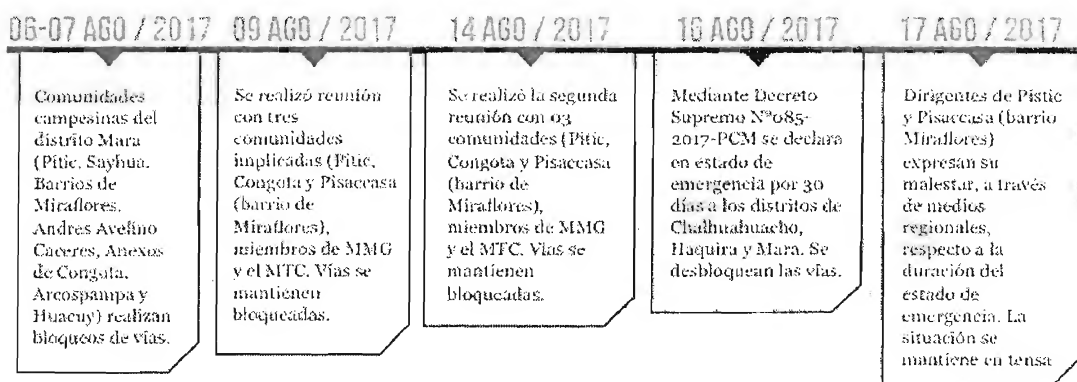 06-07 AGO / 2017
Comunidades
campesinas del
distrito Mara
(Pitic, Sayhua,
Barrios de
Miraflores,
Andres Avelino
Caceres, Anexos
de Congota,
Arcospampa y
Huacuy) realizan
bloqueos de vías.
09 AGO / 2017
Se realizó reunión
con tres
comunidades
implicadas (Pitic,
Congota y Pisaccasa
(barrio de
Miraflores),
miembros de MMG
y el MTC. Vías se
mantienen
bloqueadas.
14 AGO / 2017
Se realizó la segunda
reunión con 03
comunidades (Pitic,
Congota y Pisaccasa
(barrio de
Miraflores),
miembros de MMG
y el MTC. Vías se
mantienen
bloqueadas.
16 AGO / 2017
Mediante Decreto
Supremo N°085-
2017-PCM se declara
en estado de
emergencia por 30
días a los distritos de
Chalhuahuacho,
Haquira y Mara. Se
desbloquean las vías.
17 AGO / 2017
Dirigentes de Pistic
y Pisaccasa (barrio
Miraflores)
expresan su
malestar, a través
de medios
regionales,
respecto a la
duración del
estado de
emergencia. La
situación se
mantiene en tensa